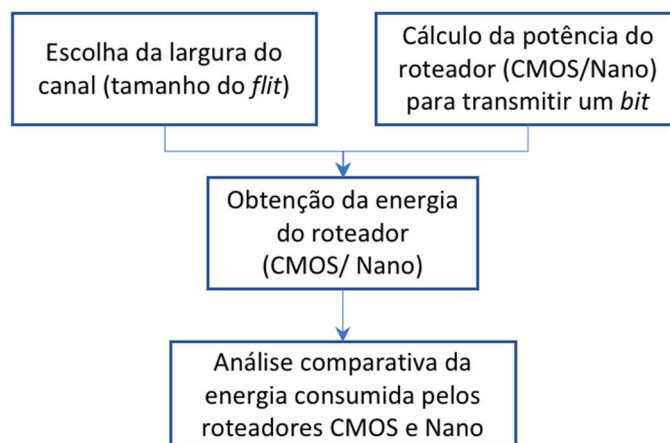 Escolha da largura do
canal (tamanho do flit)
Cálculo da potência do
roteador (CMOS/Nano)
para transmitir um bit
Obtenção da energia
do roteador
(CMOS/ Nano)
Análise comparativa da
energia consumida pelos
roteadores CMOS e Nano